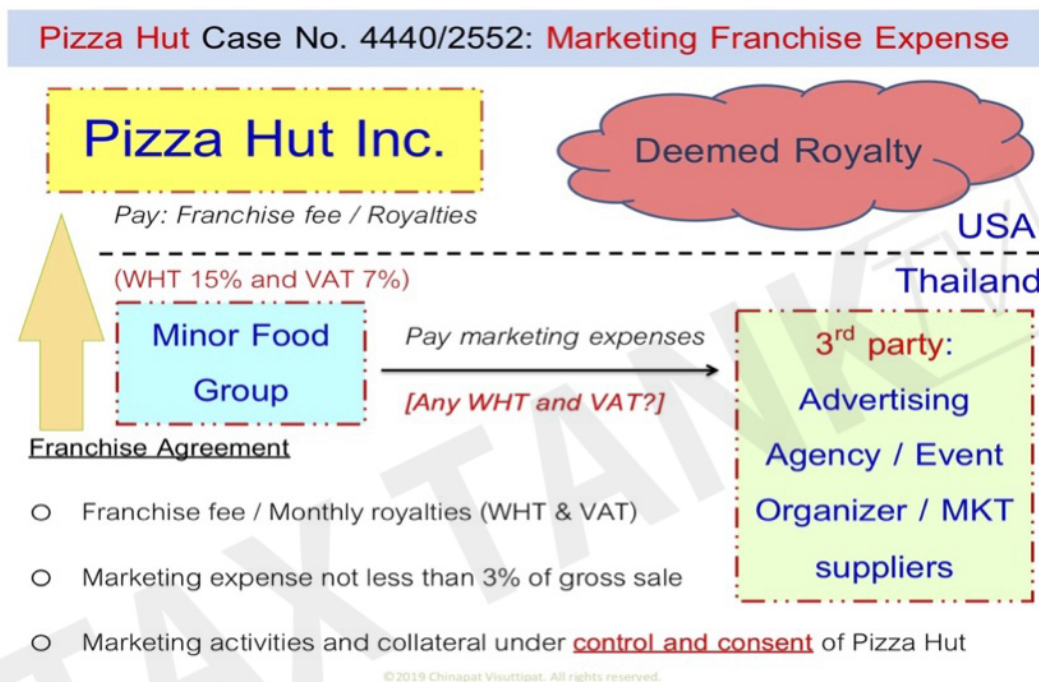 Pizza Hut Case No. 4440/2552: Marketing Franchise Expense
Pizza Hut Inc.
Deemed Royalty
Pay: Franchise fee / Royalties
USA
(WHT 15% and VAT 7%)
Thailand
Minor Food
Group
Pay marketing expenses
[Any WHT and VAT?]
3rd party:
Advertising
Agency / Event
Organizer / MKT
suppliers
Franchise Agreement
O Franchise fee / Monthly royalties (WHT & VAT)
O Marketing expense not less than 3% of gross sale
O Marketing activities and collateral under control and consent of Pizza Hut
TAX TANK TV
©2019 Chinapat Visuttipat. All rights reserved.